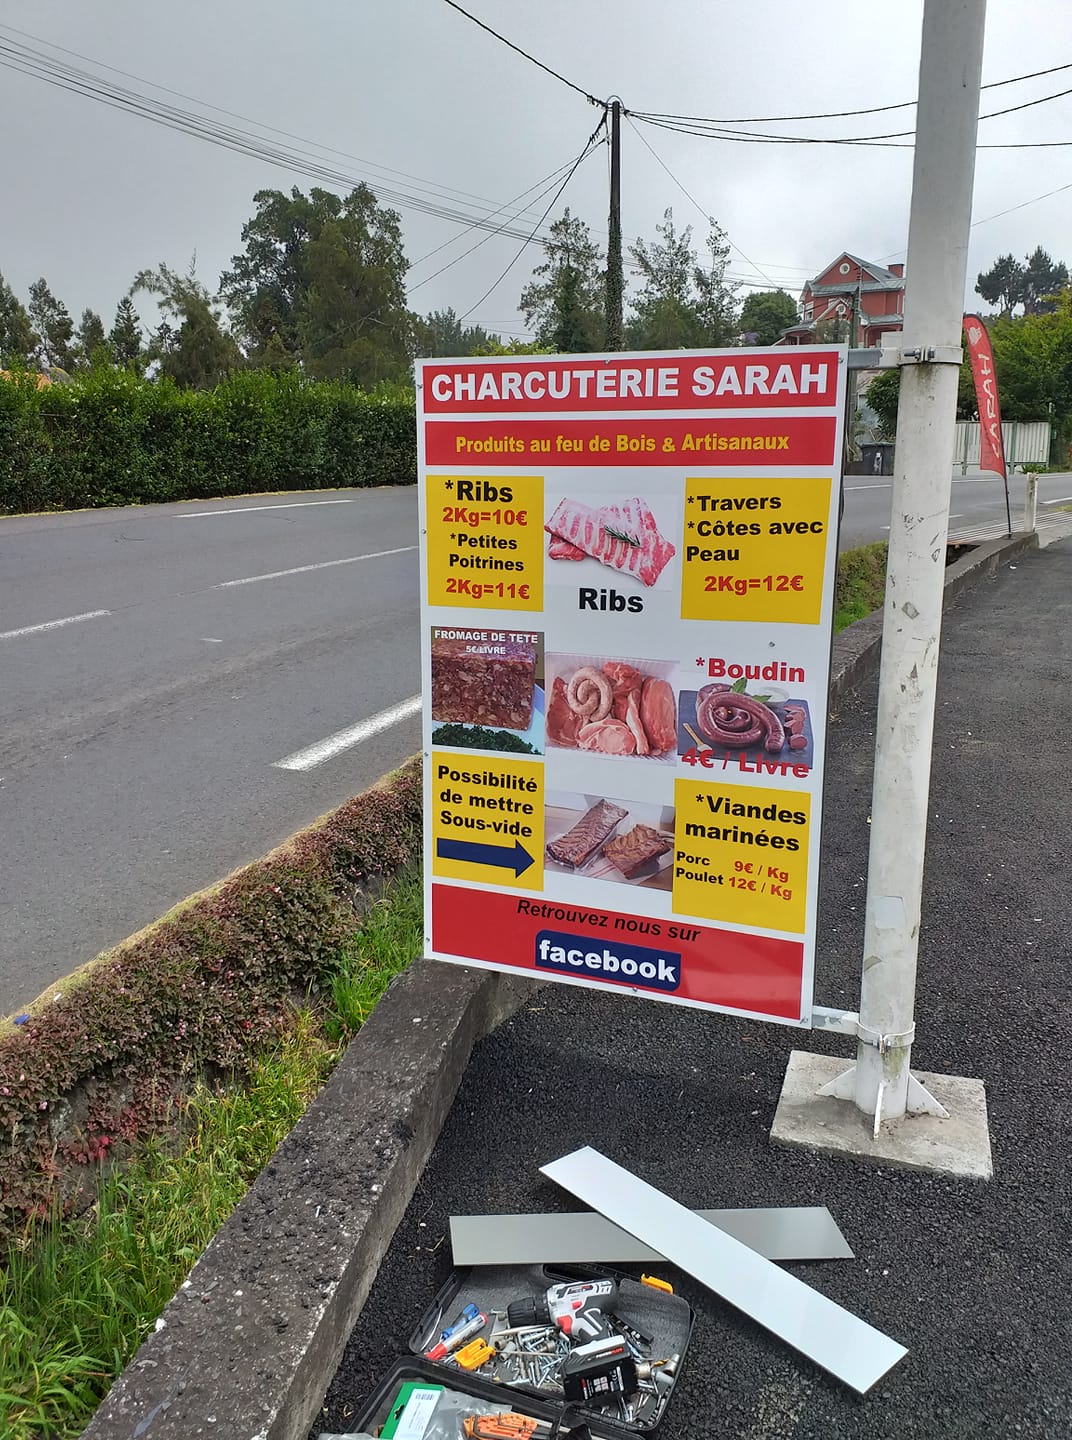 CHARCUTERIE SARAH
Produits au feu de Bois & Artisanaux
*Ribs
2Kg=10€
*Petites
Poitrines
2Kg=11€
Ribs
*Travers
*Côtes avec
Peau
2Kg=12€
FROMAGE DE TETE
5€/LIVRE
*Boudin
4€ / Livre
Possibilité
de mettre
Sous-vide
*Viandes
marinées
Porc 9€ / Kg
Poulet 12€ / Kg
Retrouvez nous sur
facebook